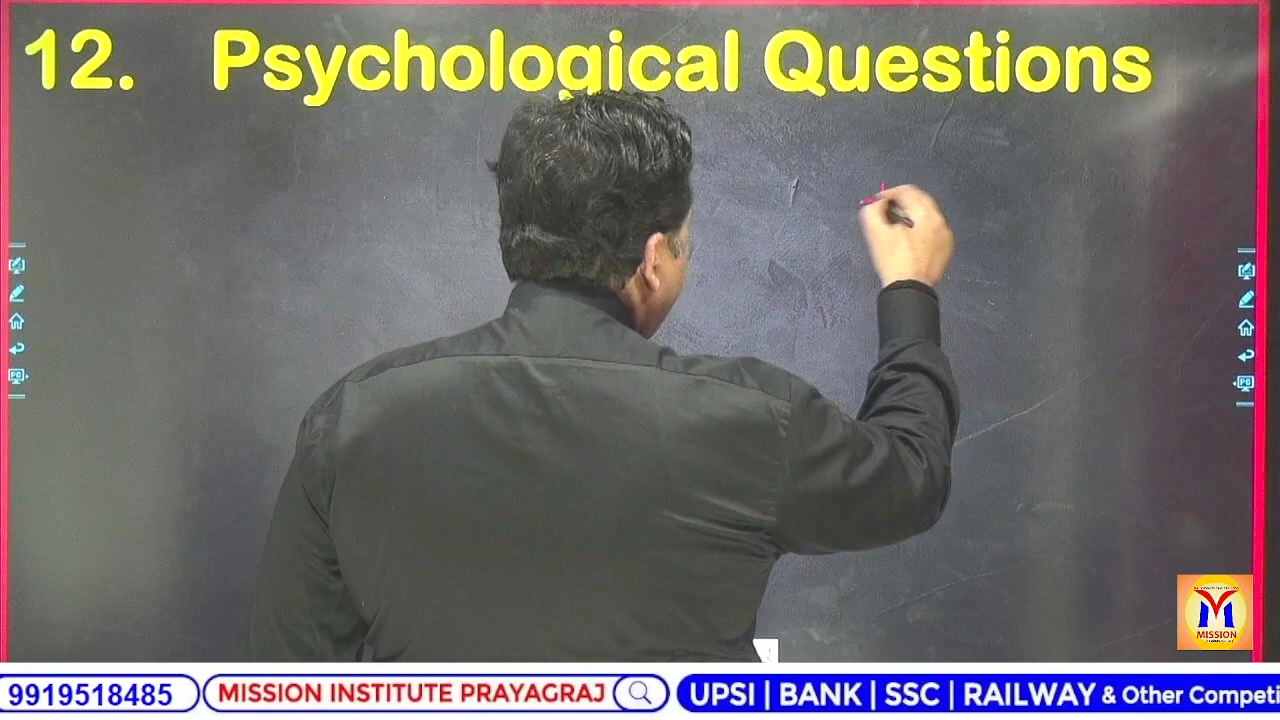 12. Psychological Questions
MISSION
9919518485
MISSION INSTITUTE PRAYAGRAJ
UPSI | BANK | SSC | RAILWAY & Other Competi